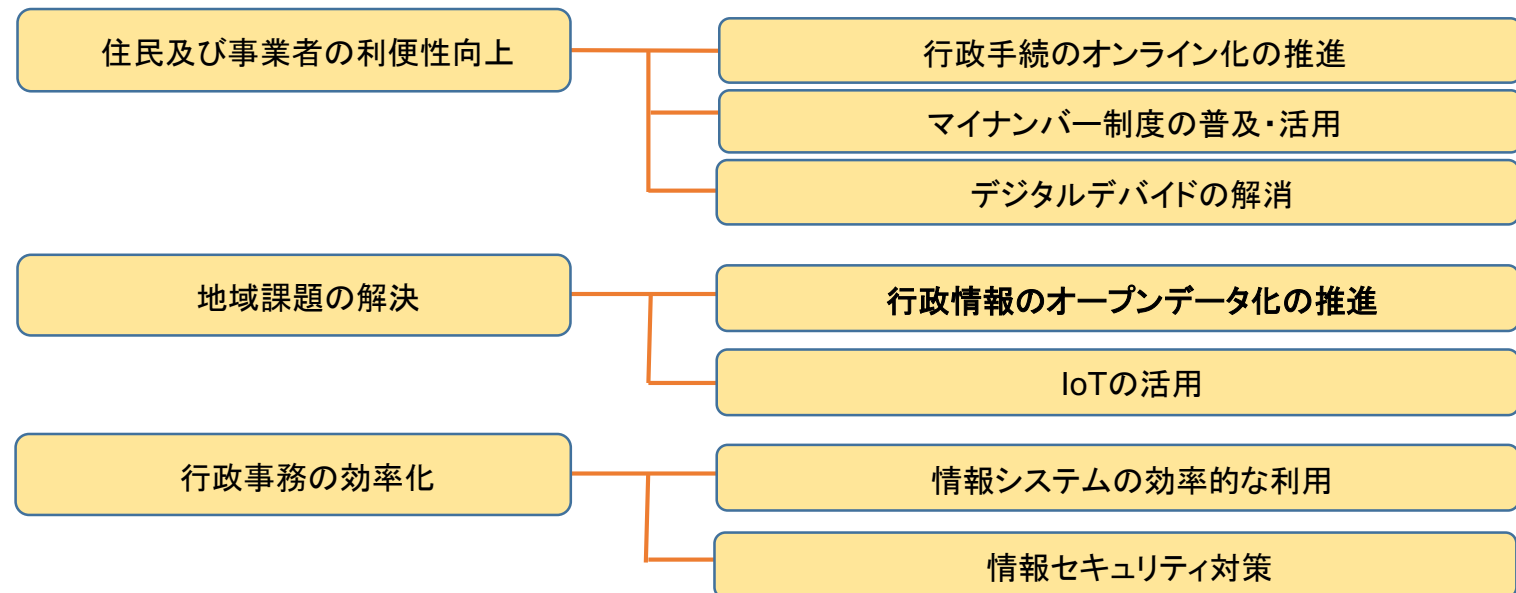 住民及び事業者の利便性向上
行政手続のオンライン化の推進
マイナンバー制度の普及・活用
デジタルデバイドの解消
地域課題の解決
行政情報のオープンデータ化の推進
IoTの活用
行政事務の効率化
情報システムの効率的な利用
情報セキュリティ対策